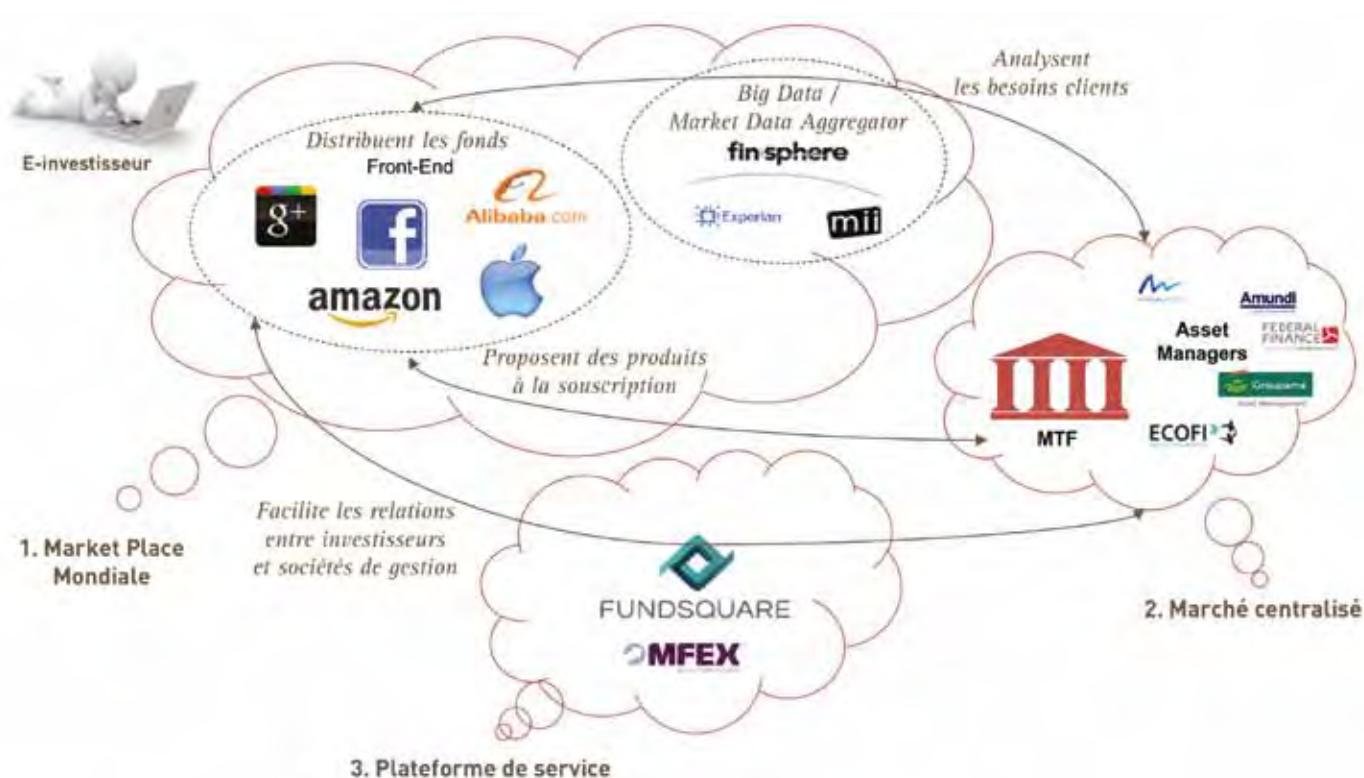 E-investisseur
Distribuent les fonds
Front-End
g+
f
Alibaba.com
amazon
Big Data /
Market Data Aggregator
finsphere
Experian
mii
Analysent
les besoins clients
Proposent des produits
à la souscription
Amundi
Asset
Managers
FEDERAL
FINANCE
Groupama
Asset Management
ECOFI
MTF
1. Market Place
Mondiale
Facilite les relations
entre investisseurs
et sociétés de gestion
FUNDSQUARE
MFEX
2. Marché centralisé
3. Plateforme de service